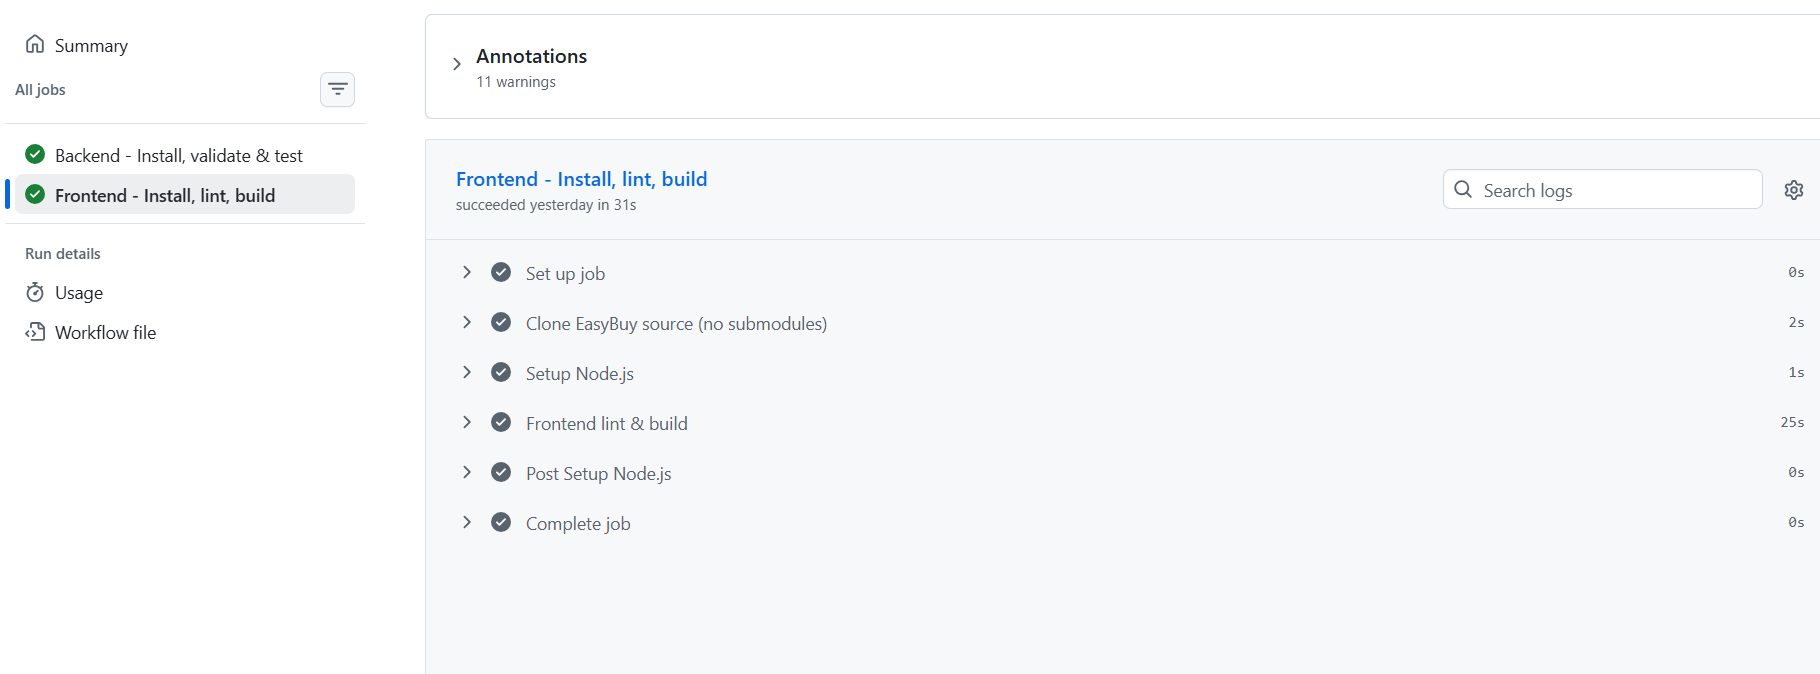 Summary
All jobs
Backend - Install, validate & test
Frontend - Install, lint, build
Run details
Usage
Workflow file
Annotations
11 warnings
Frontend - Install, lint, build
succeeded yesterday in 31s
Search logs
Set up job 0s
Clone EasyBuy source (no submodules) 2s
Setup Node.js 1s
Frontend lint & build 25s
Post Setup Node.js 0s
Complete job 0s